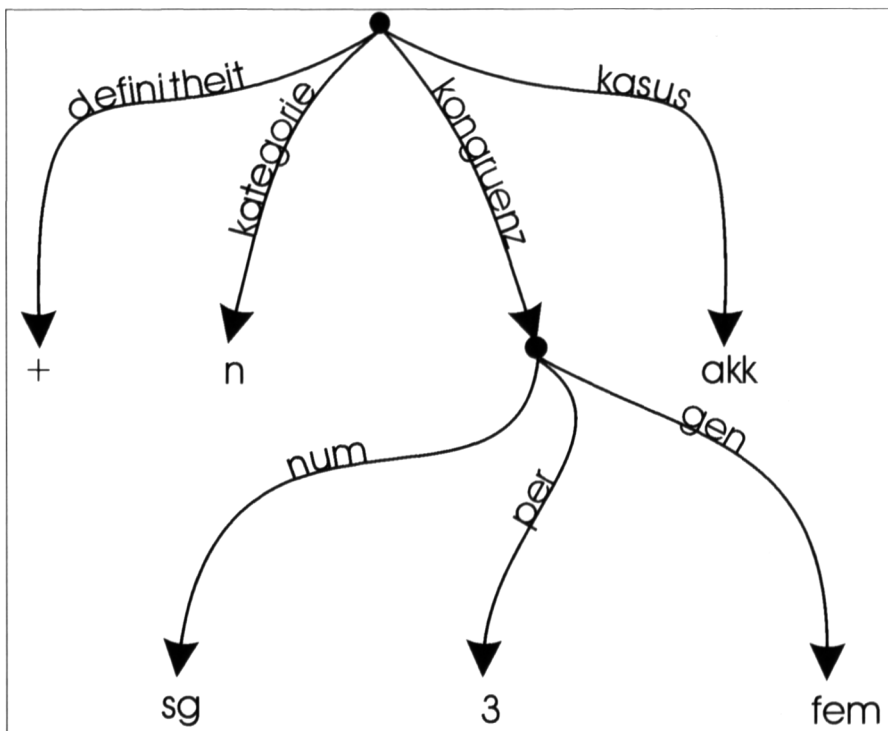 definitheit kategorie kongruenz kasus
+ n akk
num per gen
sg 3 fem